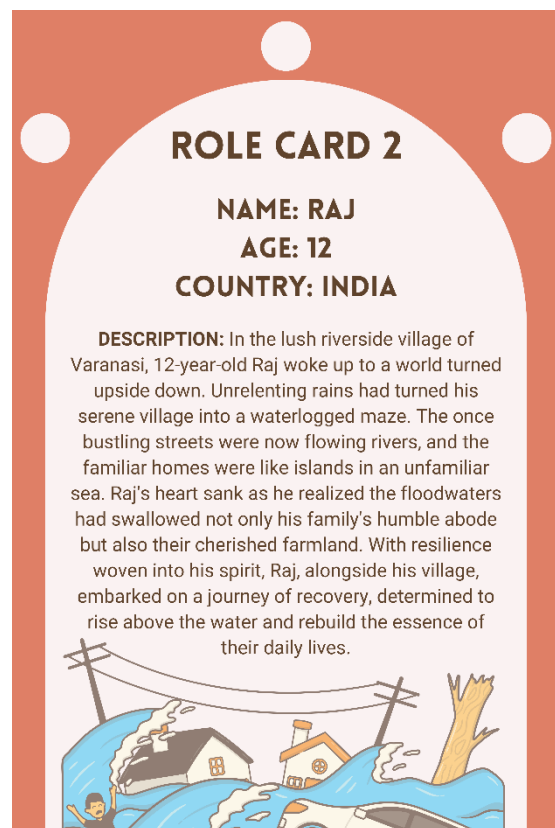 ROLE CARD 2
NAME: RAJ
AGE: 12
COUNTRY: INDIA
DESCRIPTION: In the lush riverside village of
Varanasi, 12-year-old Raj woke up to a world turned
upside down. Unrelenting rains had turned his
serene village into a waterlogged maze. The once
bustling streets were now flowing rivers, and the
familiar homes were like islands in an unfamiliar
sea. Raj's heart sank as he realized the floodwaters
had swallowed not only his family's humble abode
but also their cherished farmland. With resilience
woven into his spirit, Raj, alongside his village,
embarked on a journey of recovery, determined to
rise above the water and rebuild the essence of
their daily lives.